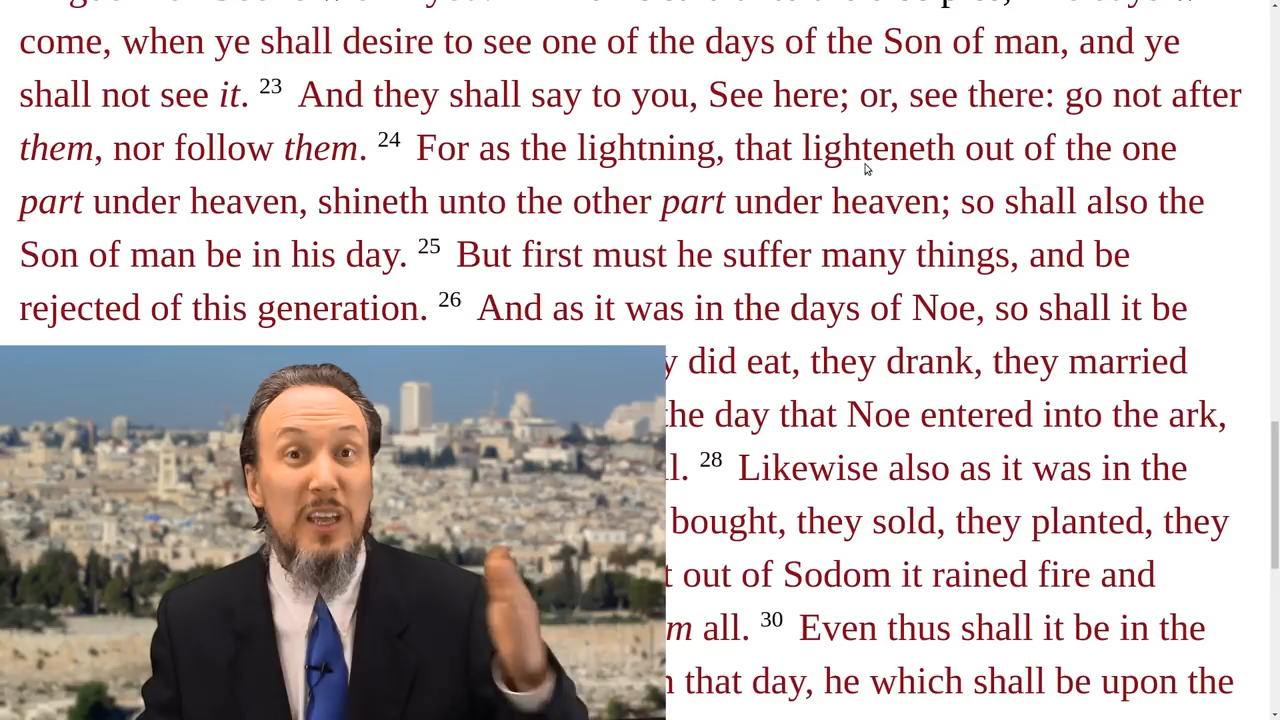 come, when ye shall desire to see one of the days of the Son of man, and ye
shall not see it. 23 And they shall say to you, See here; or, see there: go not after
them, nor follow them. 24 For as the lightning, that lighteneth out of the one
part under heaven, shineth unto the other part under heaven; so shall also the
Son of man be in his day. 25 But first must he suffer many things, and be
rejected of this generation. 26 And as it was in the days of Noe, so shall it be
did eat, they drank, they married
the day that Noe entered into the ark,
28 Likewise also as it was in the
bought, they sold, they planted, they
out of Sodom it rained fire and
all. 30 Even thus shall it be in the
that day, he which shall be upon the